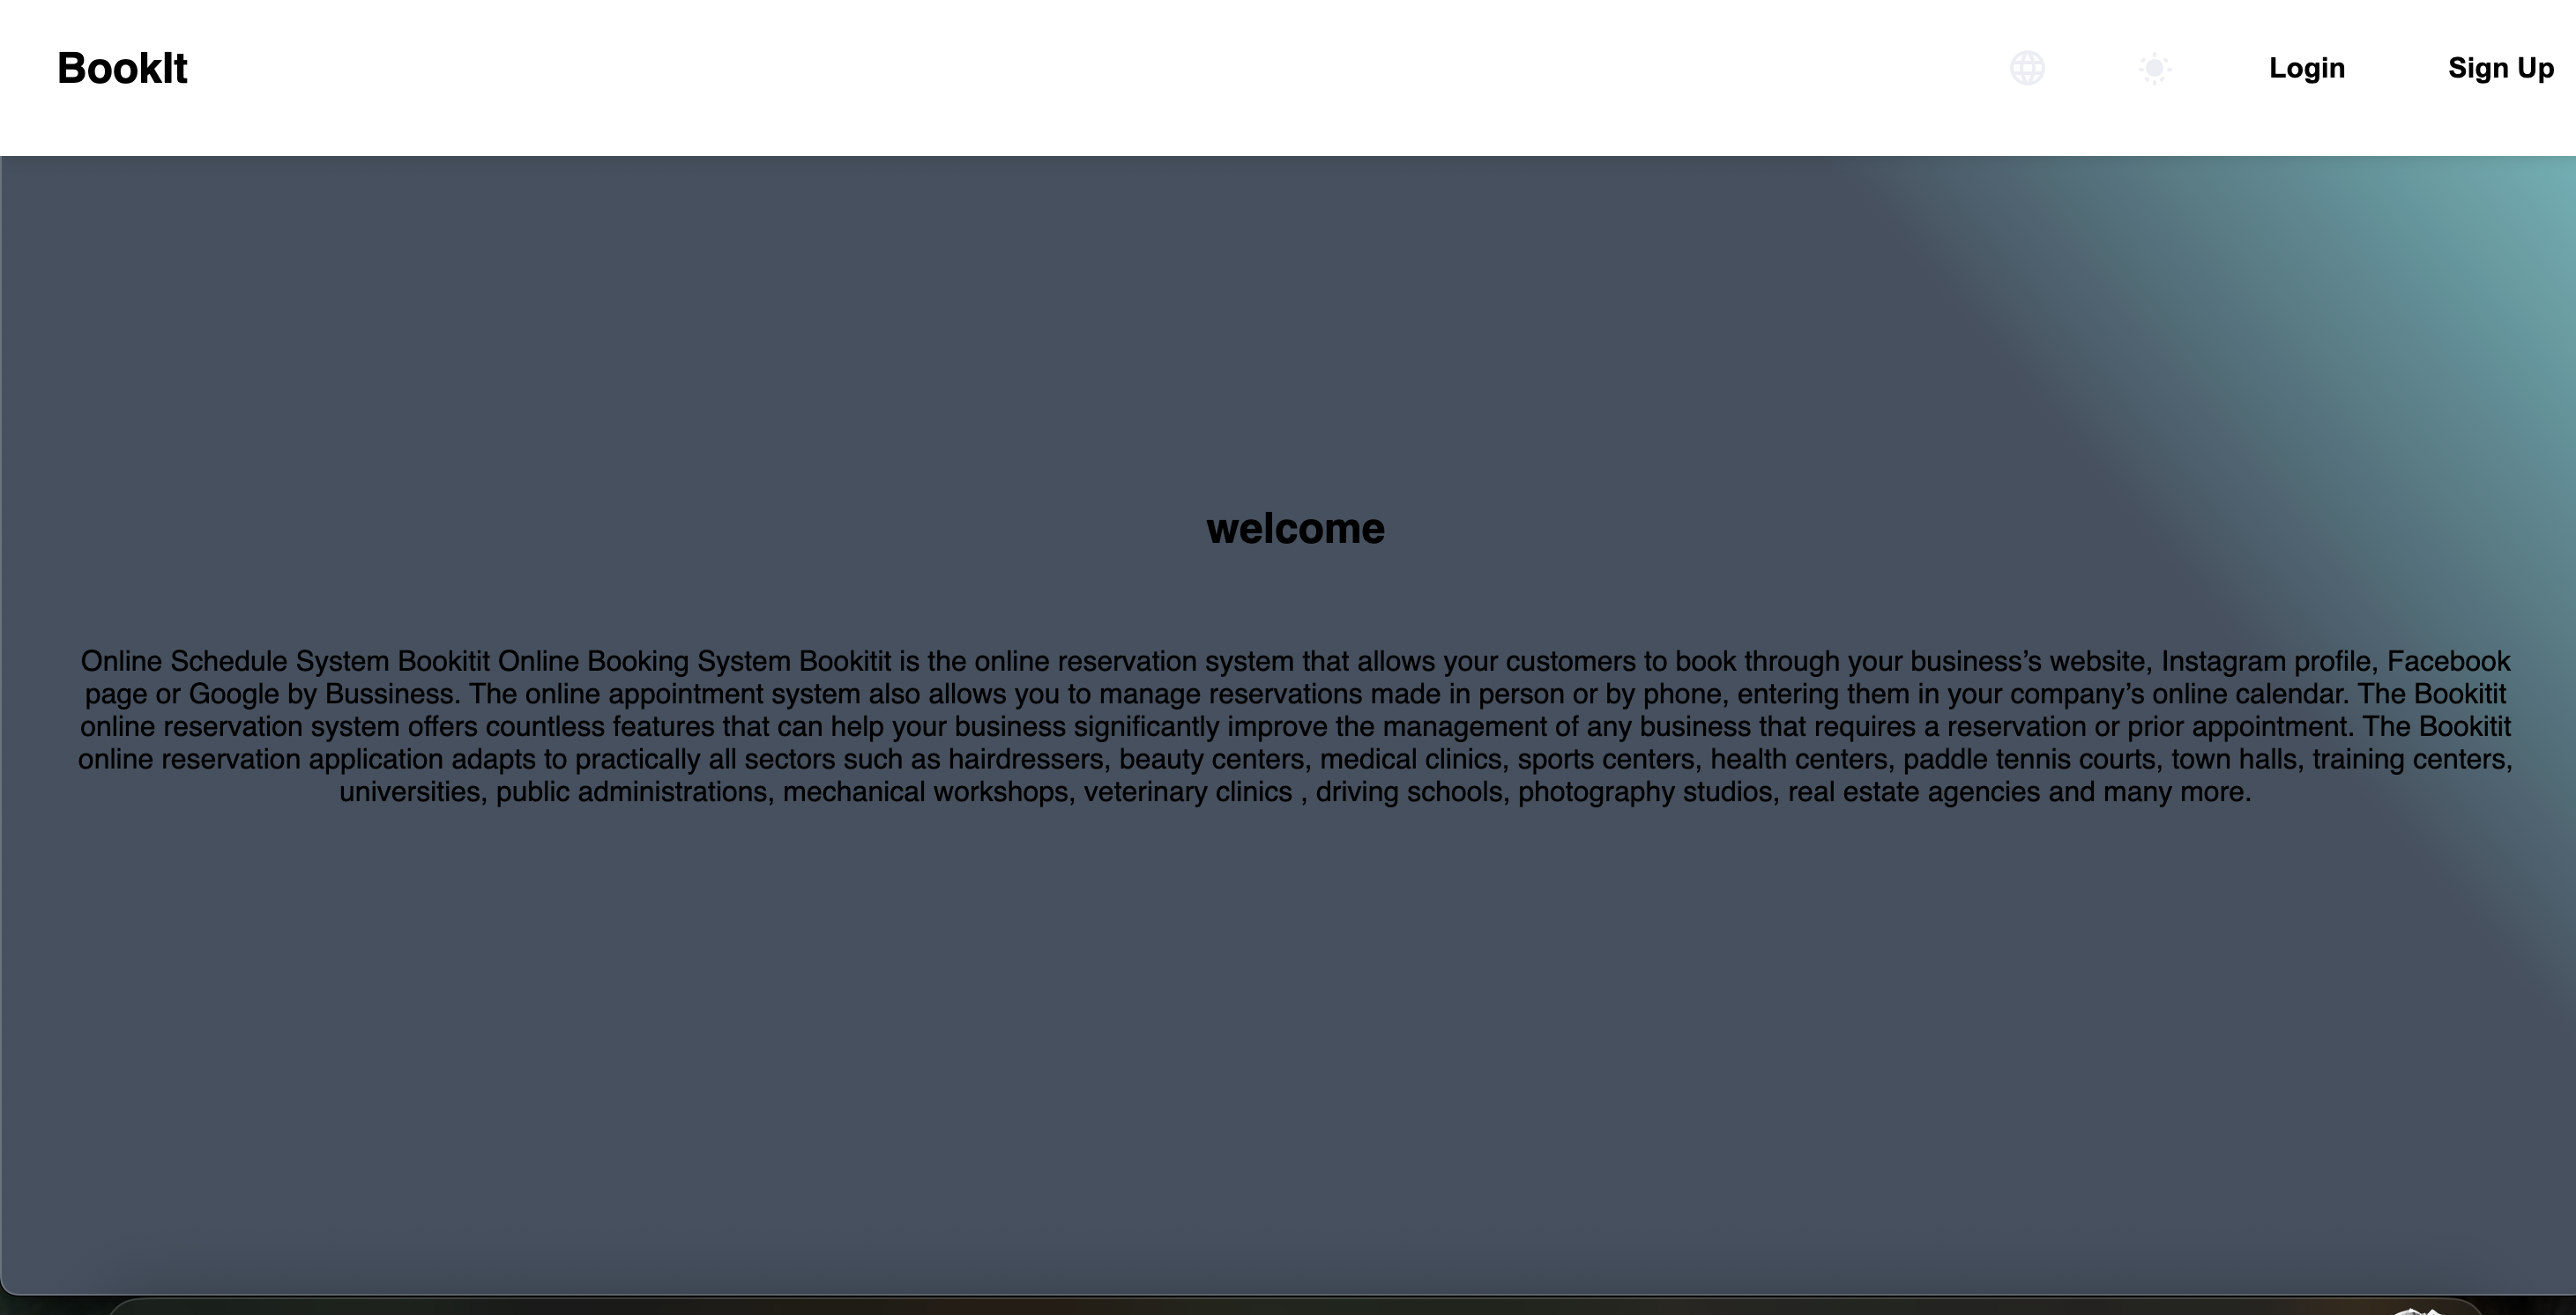 BookIt
Login
Sign Up
welcome
Online Schedule System Bookitit Online Booking System Bookitit is the online reservation system that allows your customers to book through your business’s website, Instagram profile, Facebook
page or Google by Bussiness. The online appointment system also allows you to manage reservations made in person or by phone, entering them in your company’s online calendar. The Bookitit
online reservation system offers countless features that can help your business significantly improve the management of any business that requires a reservation or prior appointment. The Bookitit
online reservation application adapts to practically all sectors such as hairdressers, beauty centers, medical clinics, sports centers, health centers, paddle tennis courts, town halls, training centers,
universities, public administrations, mechanical workshops, veterinary clinics , driving schools, photography studios, real estate agencies and many more.